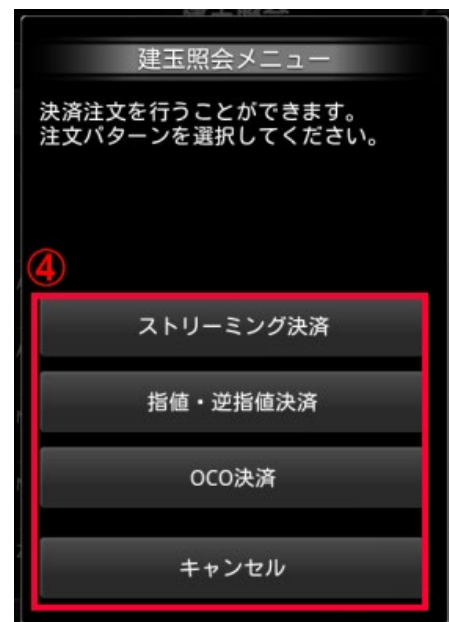 建玉照会メニュー
決済注文を行うことができます。
注文パターンを選択してください。
④
ストリーミング決済
指値・逆指値決済
OCO決済
キャンセル